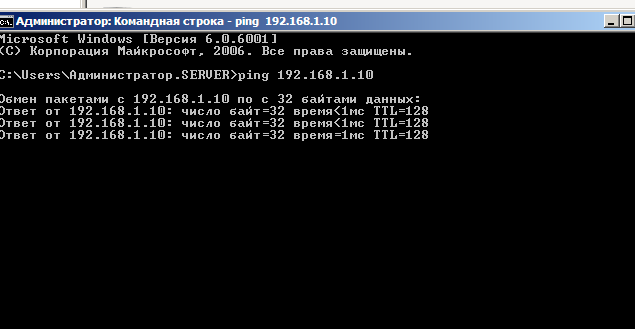 Администратор: Командная строка - ping 192.168.1.10
Microsoft Windows [Версия 6.0.6001]
(C) Корпорация Майкрософт, 2006. Все права защищены.
C:\Users\Администратор.SERVER>ping 192.168.1.10
Обмен пакетами с 192.168.1.10 по с 32 байтами данных:
Ответ от 192.168.1.10: число байт=32 время<1мс TTL=128
Ответ от 192.168.1.10: число байт=32 время<1мс TTL=128
Ответ от 192.168.1.10: число байт=32 время=1мс TTL=128